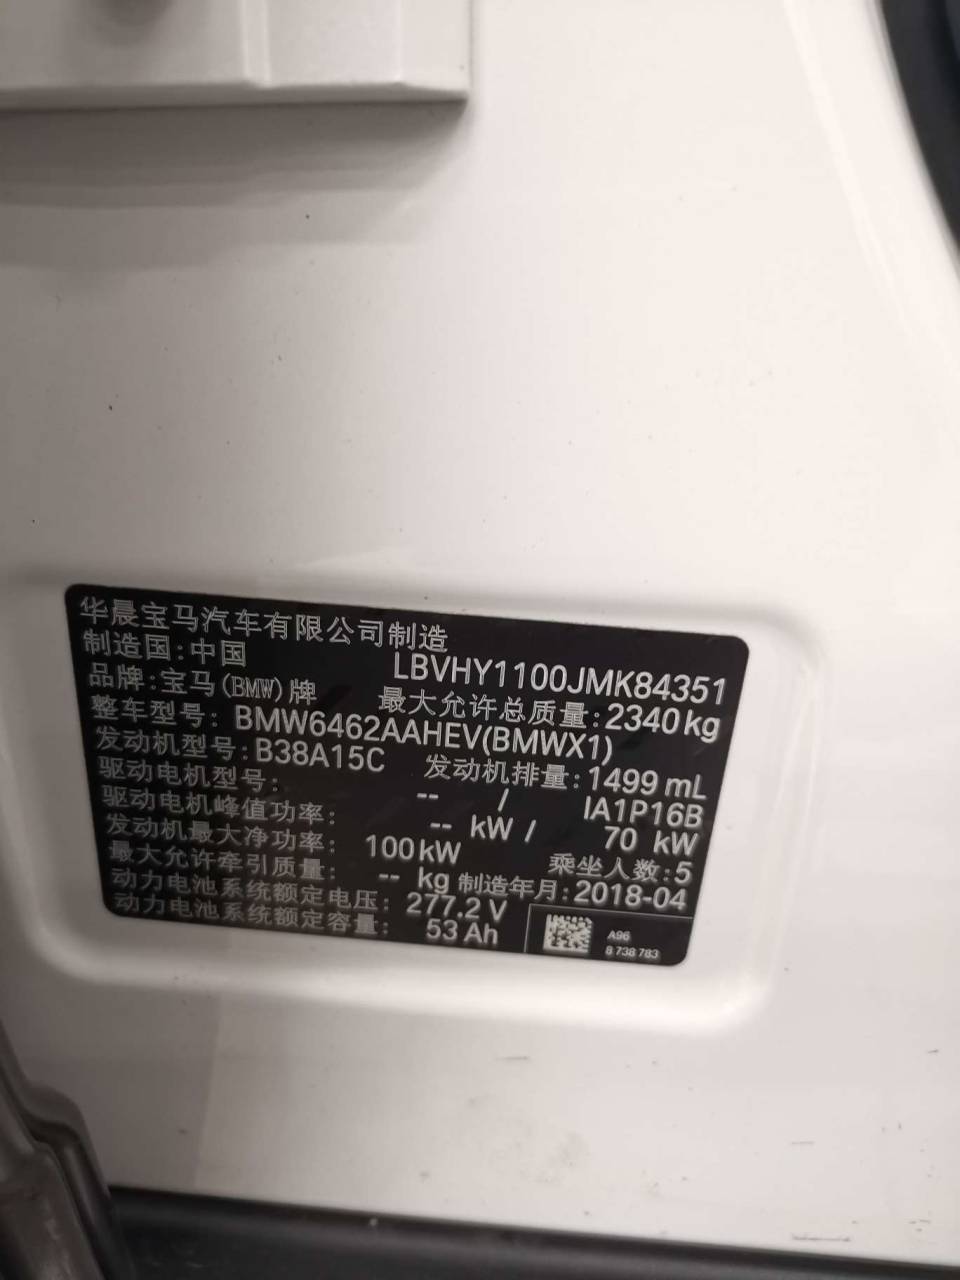 华晨宝马汽车有限公司制造
制造国:中国 LBVHY1100JMK84351
品牌:宝马(BMW)牌 最大允许总质量:2340kg
整车型号:BMW6462AAHEV(BMWX1)
发动机型号:B38A15C 发动机排量:1499 mL
驱动电机型号: -- / IA1P16B
驱动电机峰值功率: -- kW / 70 kW
发动机最大净功率: 100kW 乘坐人数:5
最大允许牵引质量: -- kg 制造年月:2018-04
动力电池系统额定电压: 277.2 V
动力电池系统额定容量: 53 Ah
A96
8 738 783